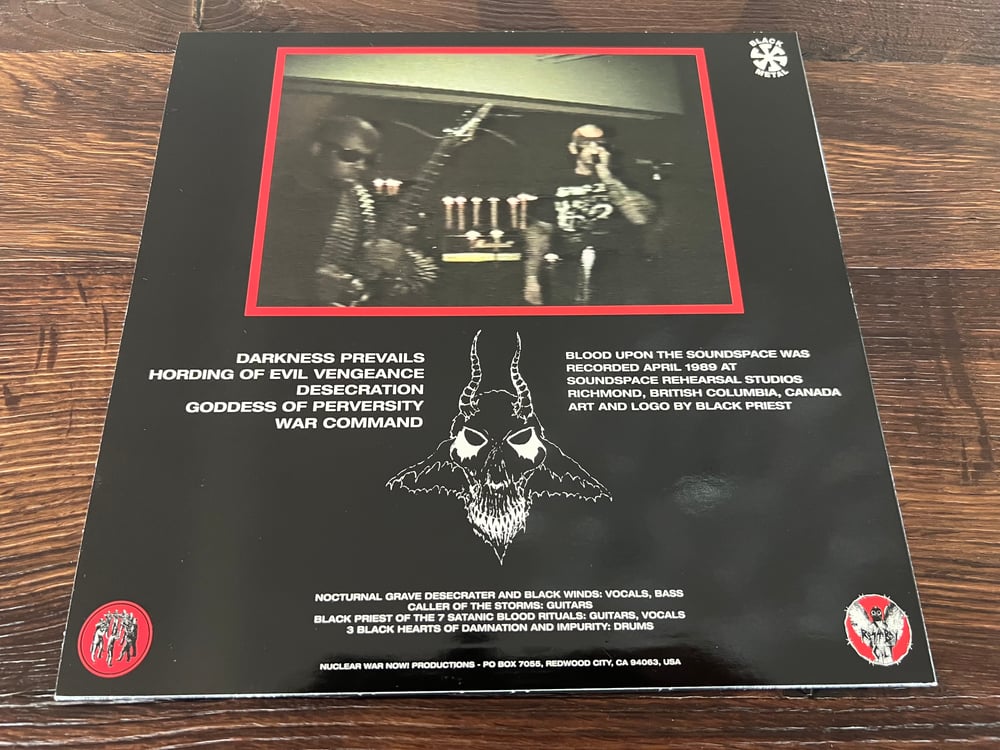 BLACK
METAL
DARKNESS PREVAILS
HORDING OF EVIL VENGEANCE
DESECRATION
GODDESS OF PERVERSITY
WAR COMMAND
BLOOD UPON THE SOUNDSPACE WAS
RECORDED APRIL 1989 AT
SOUNDSPACE REHEARSAL STUDIOS
RICHMOND, BRITISH COLUMBIA, CANADA
ART AND LOGO BY BLACK PRIEST
NOCTURNAL GRAVE DESECRATER AND BLACK WINDS: VOCALS, BASS
CALLER OF THE STORMS: GUITARS
BLACK PRIEST OF THE 7 SATANIC BLOOD RITUALS: GUITARS, VOCALS
3 BLACK HEARTS OF DAMNATION AND IMPURITY: DRUMS
NUCLEAR WAR NOW! PRODUCTIONS - PO BOX 7055, REDWOOD CITY, CA 94063, USA